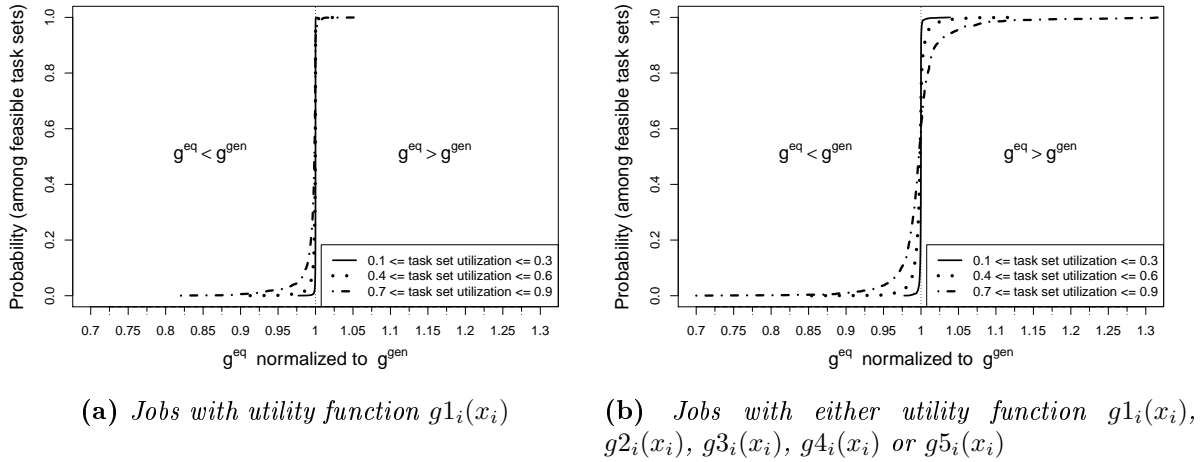 Probability (among feasible task sets)
1.0
0.8
0.6
0.4
0.2
0.0
g^eq < g^gen
g^eq > g^gen
0.1 <= task set utilization <= 0.3
0.4 <= task set utilization <= 0.6
0.7 <= task set utilization <= 0.9
0.7 0.75 0.8 0.85 0.9 0.95 1 1.05 1.1 1.15 1.2 1.25 1.3
g^eq normalized to g^gen
(a) Jobs with utility function g1_i(x_i)
Probability (among feasible task sets)
1.0
0.8
0.6
0.4
0.2
0.0
g^eq < g^gen
g^eq > g^gen
0.1 <= task set utilization <= 0.3
0.4 <= task set utilization <= 0.6
0.7 <= task set utilization <= 0.9
0.7 0.75 0.8 0.85 0.9 0.95 1 1.05 1.1 1.15 1.2 1.25 1.3
g^eq normalized to g^gen
(b) Jobs with either utility function g1_i(x_i),
g2_i(x_i), g3_i(x_i), g4_i(x_i) or g5_i(x_i)